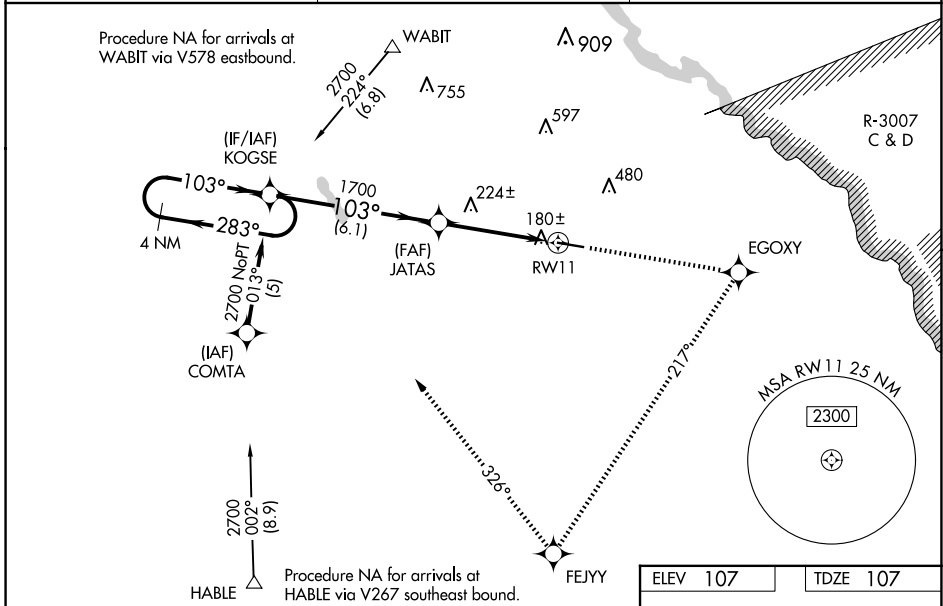 Procedure NA for arrivals at
WABIT via V578 eastbound.
WABIT
909
2700
224°
(6.8)
755
597
R-3007
C & D
(IF/IAF)
KOGSE
103°
1700
103°
(6.1)
224±
480
283°
4 NM
180±
(FAF)
JATAS
RW11
EGOXY
2700 NoPT
013°
(5)
(IAF)
COMTA
217°
MSA RW11 25 NM
2300
326°
2700
002°
(8.9)
HABLE
Procedure NA for arrivals at
HABLE via V267 southeast bound.
FEJYY
ELEV 107
TDZE 107